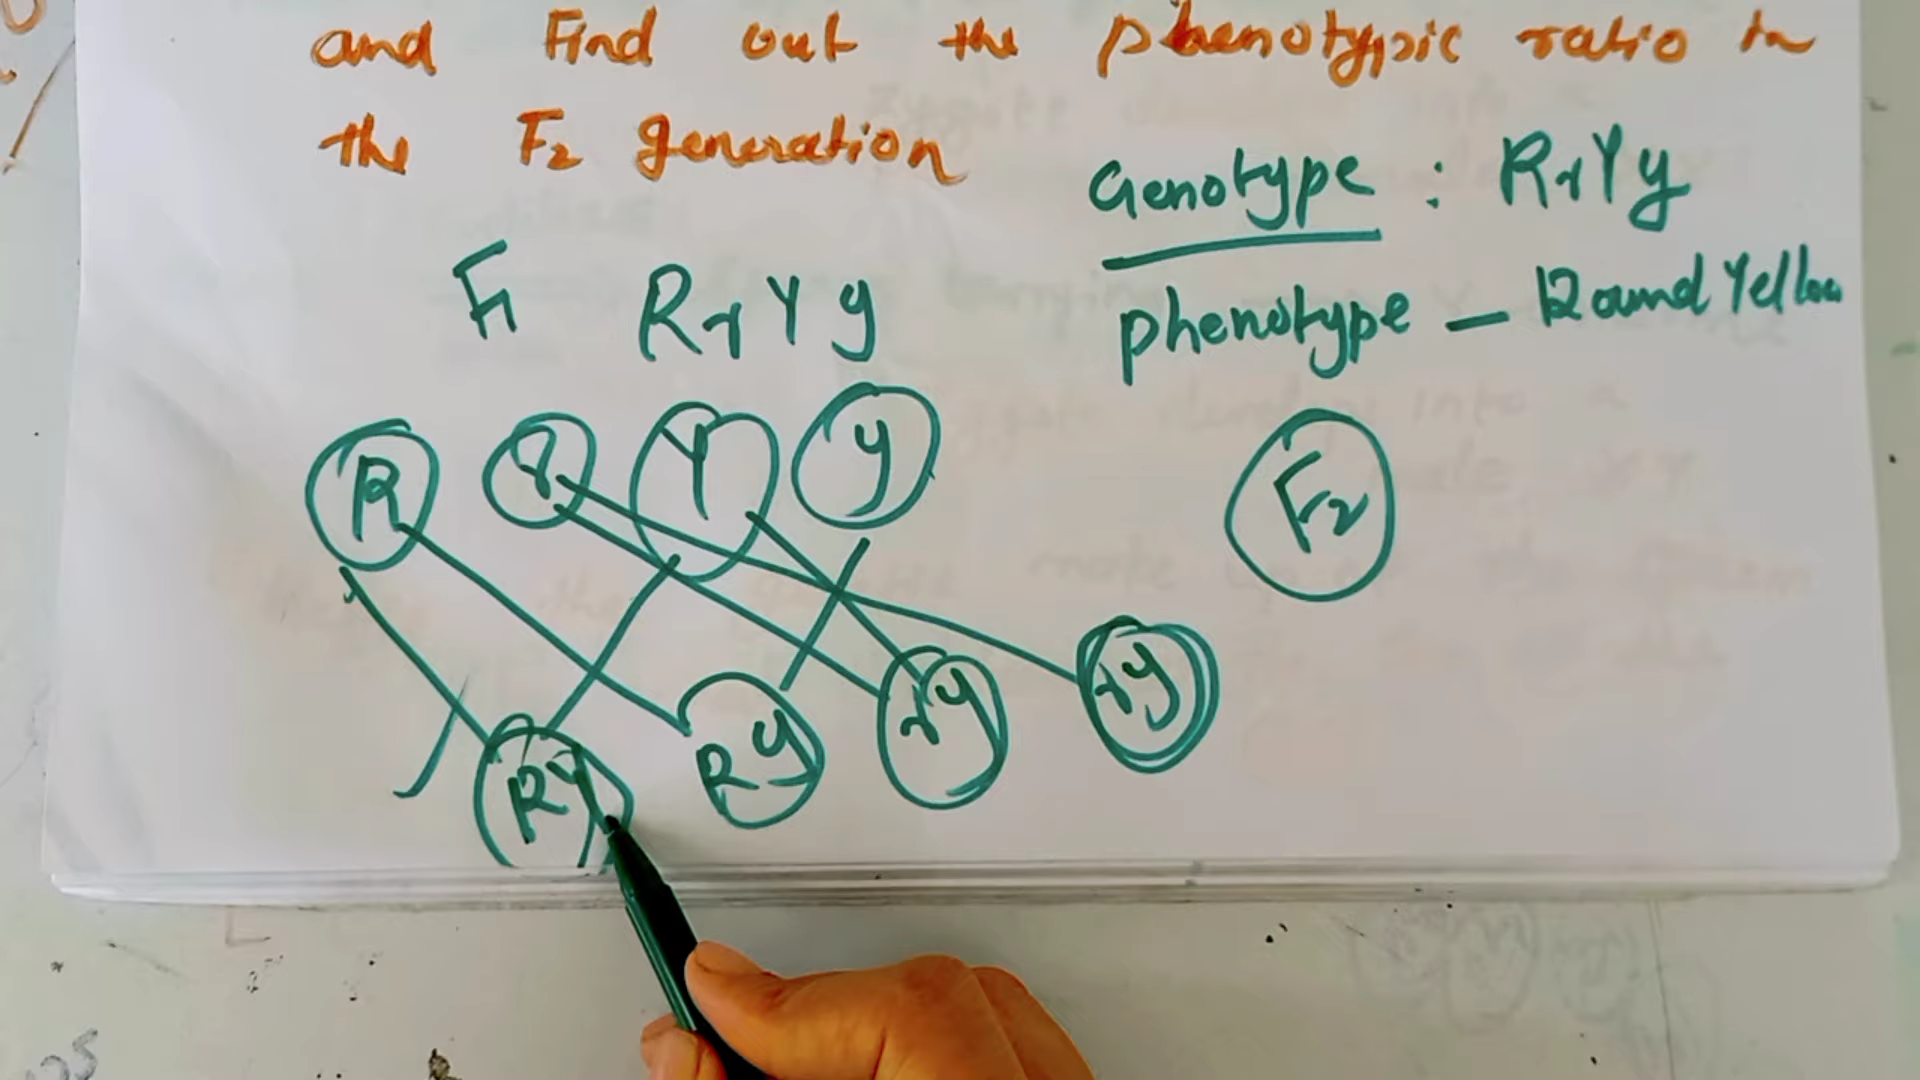 and Find out the phenotypic ratio in
the F2 generation
Genotype : RrYy
F1 RrYy
phenotype - Round Yellow
R r Y y
F2
RY Ry rY ry